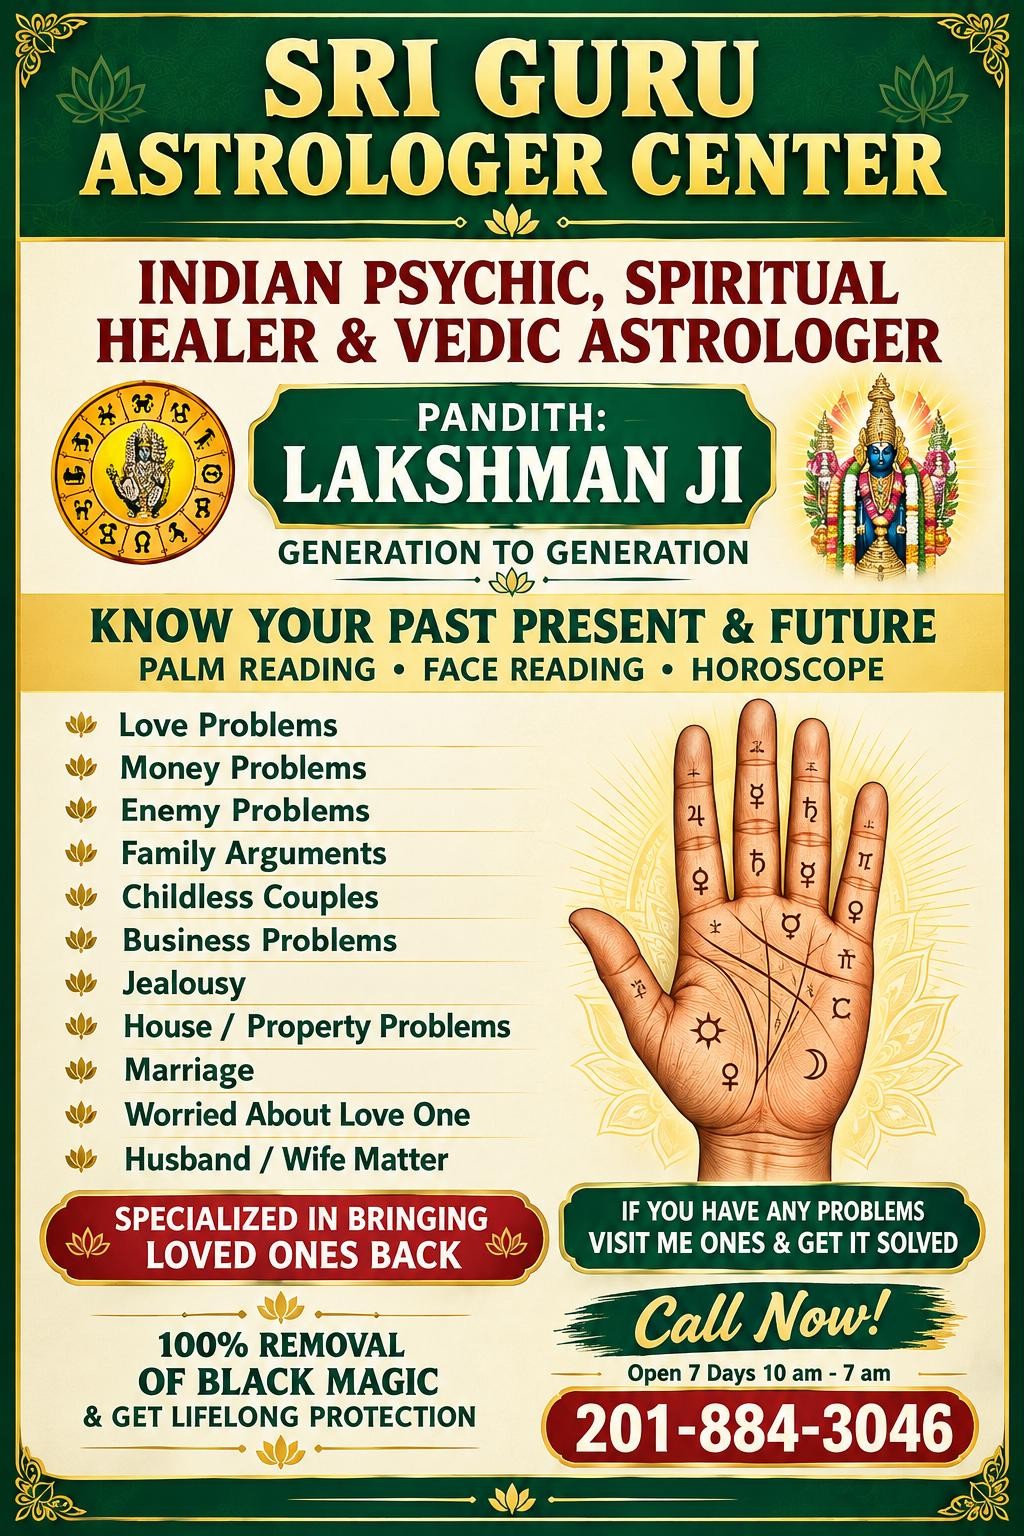 SRI GURU
ASTROLOGER CENTER
INDIAN PSYCHIC, SPIRITUAL
HEALER & VEDIC ASTROLOGER
PANDITH:
LAKSHMAN JI
GENERATION TO GENERATION
KNOW YOUR PAST PRESENT & FUTURE
PALM READING • FACE READING • HOROSCOPE
Love Problems
Money Problems
Enemy Problems
Family Arguments
Childless Couples
Business Problems
Jealousy
House / Property Problems
Marriage
Worried About Love One
Husband / Wife Matter
SPECIALIZED IN BRINGING
LOVED ONES BACK
100% REMOVAL
OF BLACK MAGIC
& GET LIFELONG PROTECTION
IF YOU HAVE ANY PROBLEMS
VISIT ME ONES & GET IT SOLVED
Call Now!
Open 7 Days 10 am - 7 am
201-884-3046